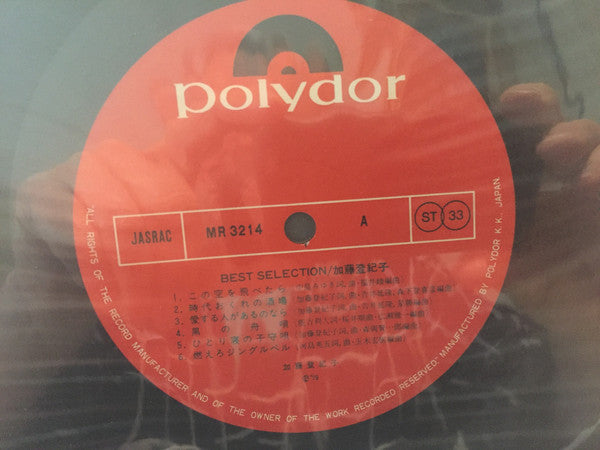 polydor
JASRAC
MR 3214
A
ST 33
BEST SELECTION/加藤登紀子
1. この空を飛べたら
2. 時代おくれの酒場
3. 愛する人があるのなら
4. 黒の舟唄
5. ひとり寝の子守唄
6. 燃えろジングルベル
加藤登紀子
ALL RIGHTS OF THE RECORD MANUFACTURER AND OF THE OWNER OF THE WORK RECORDED RESERVED. MANUFACTURED BY POLYDOR K.K. JAPAN.